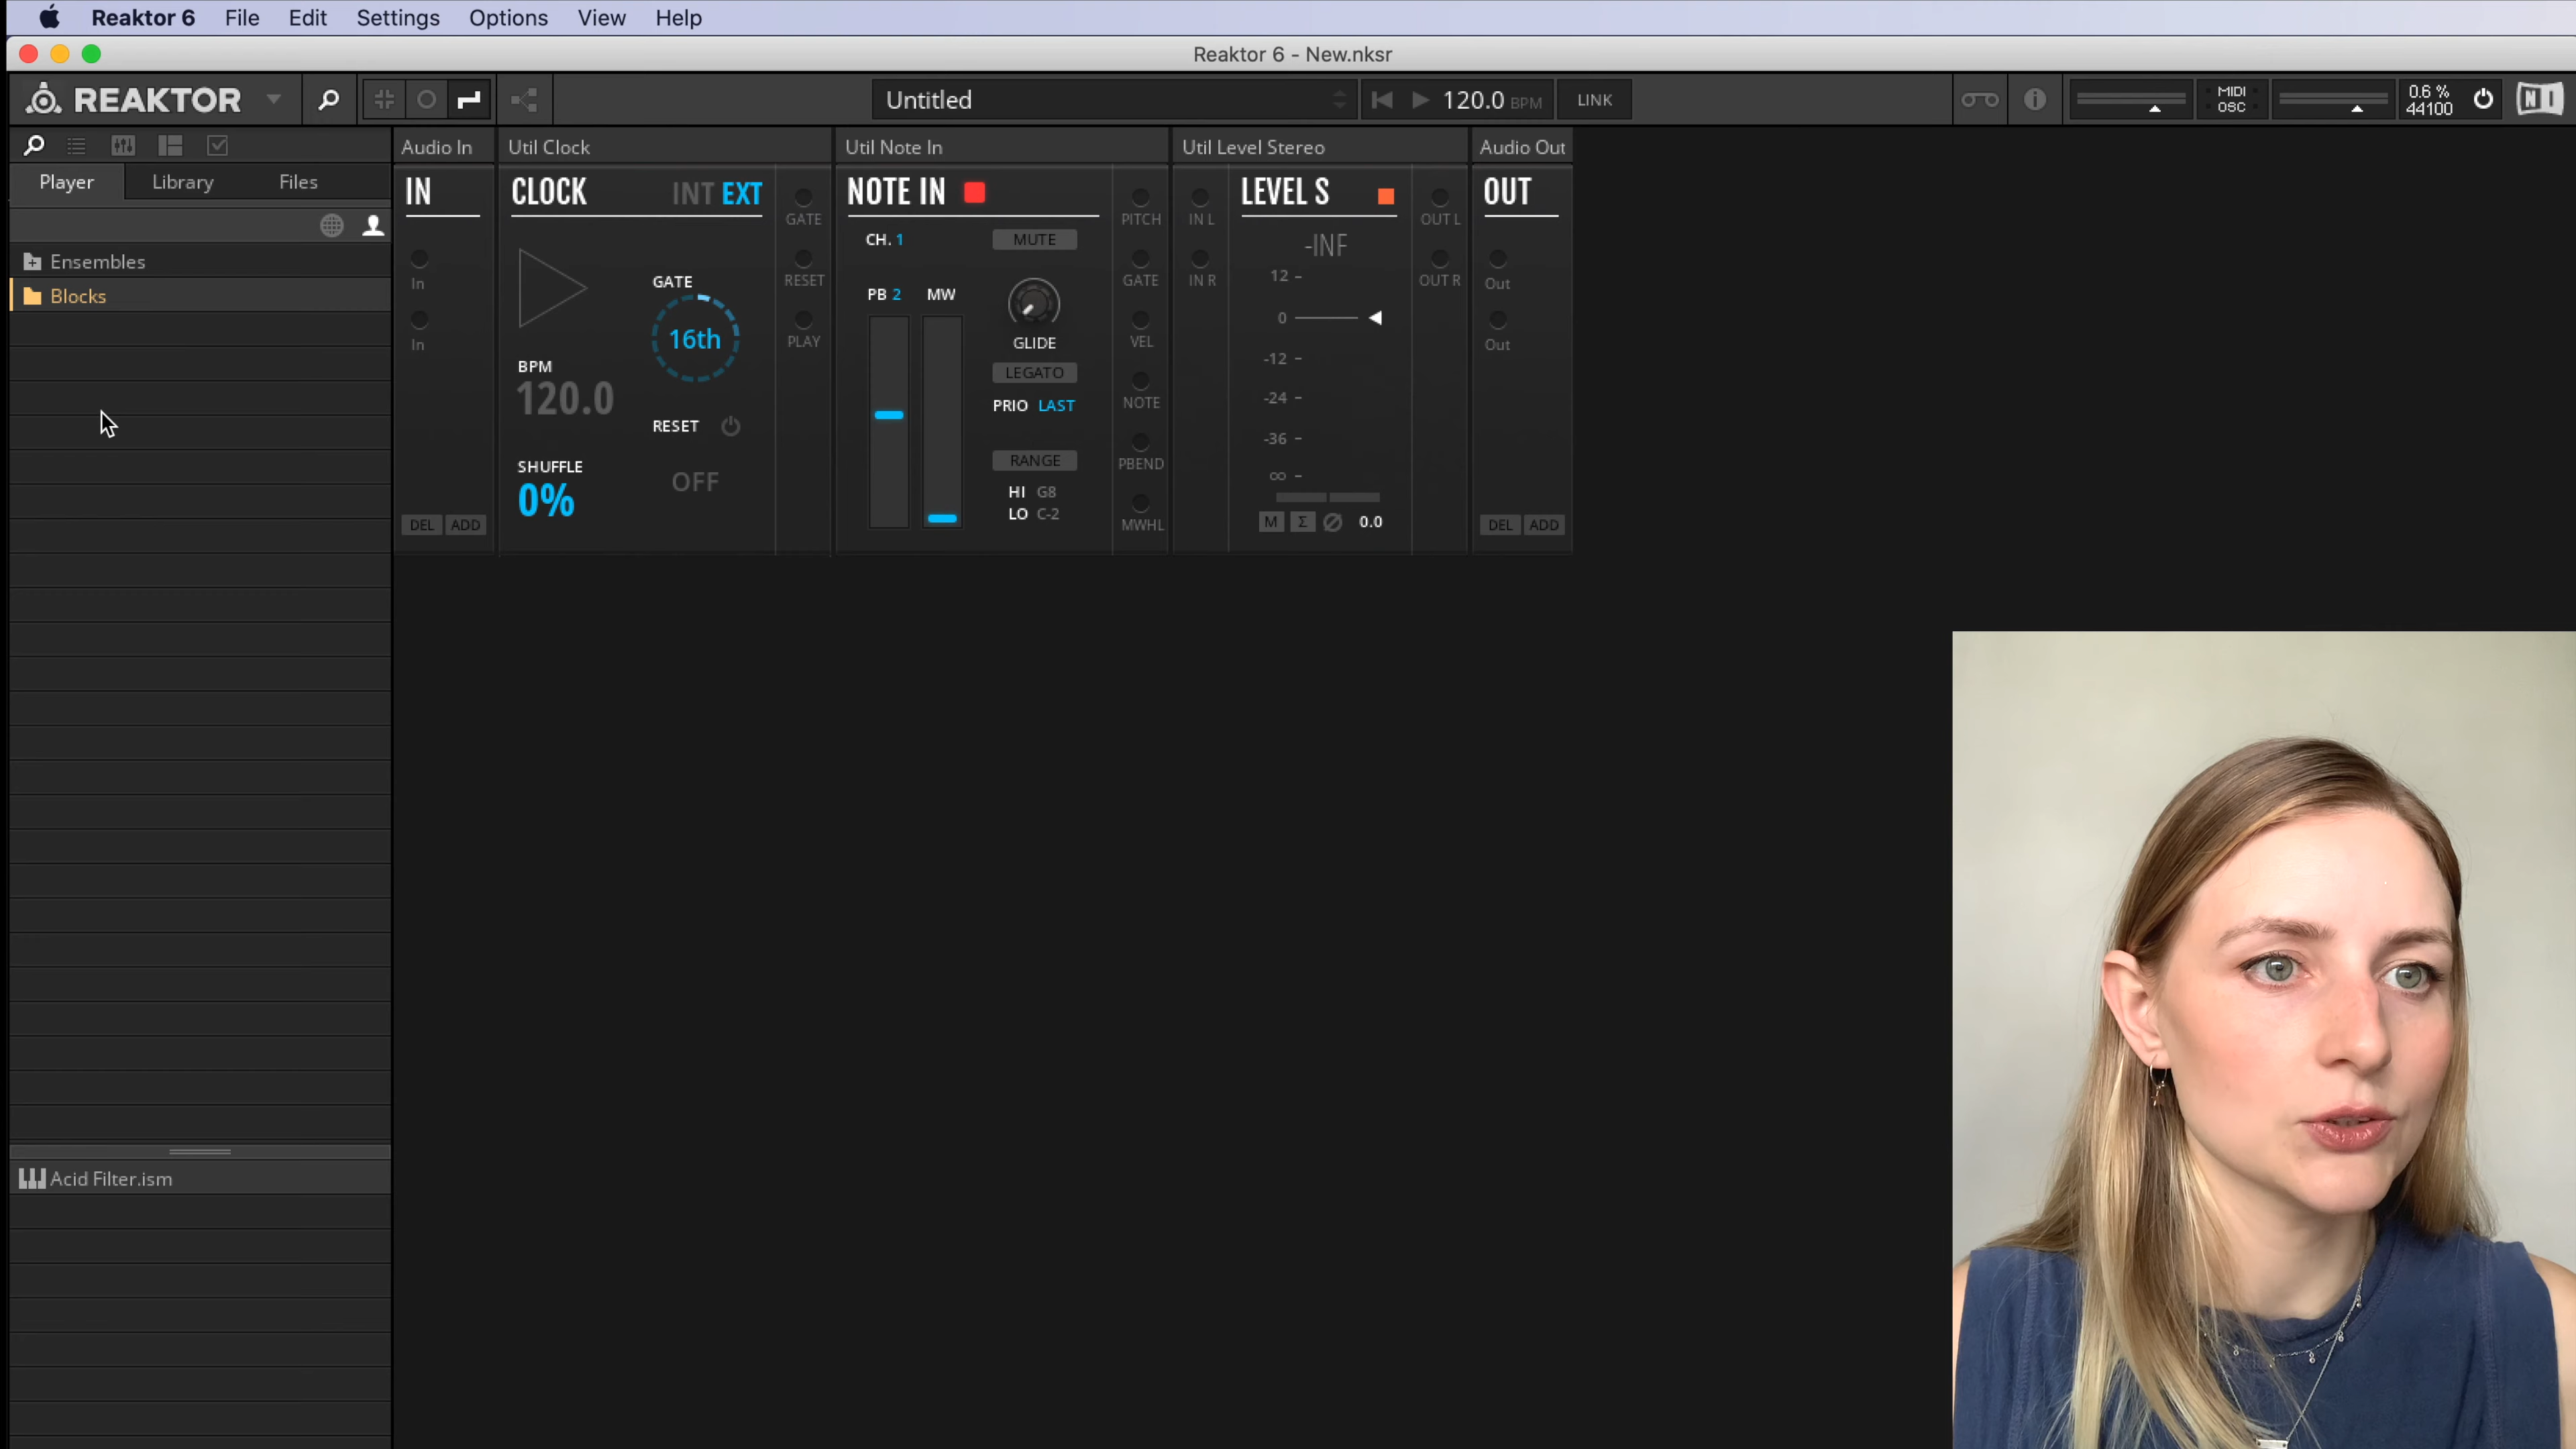 Reaktor 6 File Edit Settings Options View Help
Reaktor 6 - New.nksr
REAKTOR Untitled 120.0 BPM LINK MIDI OSC 0.6 % 44100 NI
Player Library Files
Ensembles
Blocks
Acid Filter.ism
Audio In
IN
In
In
DEL ADD
Util Clock
CLOCK INT EXT
GATE
16th
BPM
120.0
RESET
SHUFFLE
0%
OFF
GATE
RESET
PLAY
Util Note In
NOTE IN
CH. 1 MUTE
PB 2 MW
GLIDE
LEGATO
PRIO LAST
RANGE
HI G8
LO C-2
PITCH
GATE
VEL
NOTE
PBEND
MWHL
Util Level Stereo
IN L
IN R
LEVEL S
-INF
12 -
0
-12 -
-24 -
-36 -
∞ -
M Σ Ø 0.0
OUT L
OUT R
Audio Out
OUT
Out
Out
DEL ADD